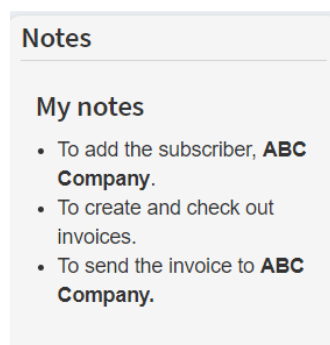 Notes
My notes
• To add the subscriber, ABC
Company.
• To create and check out
invoices.
• To send the invoice to ABC
Company.